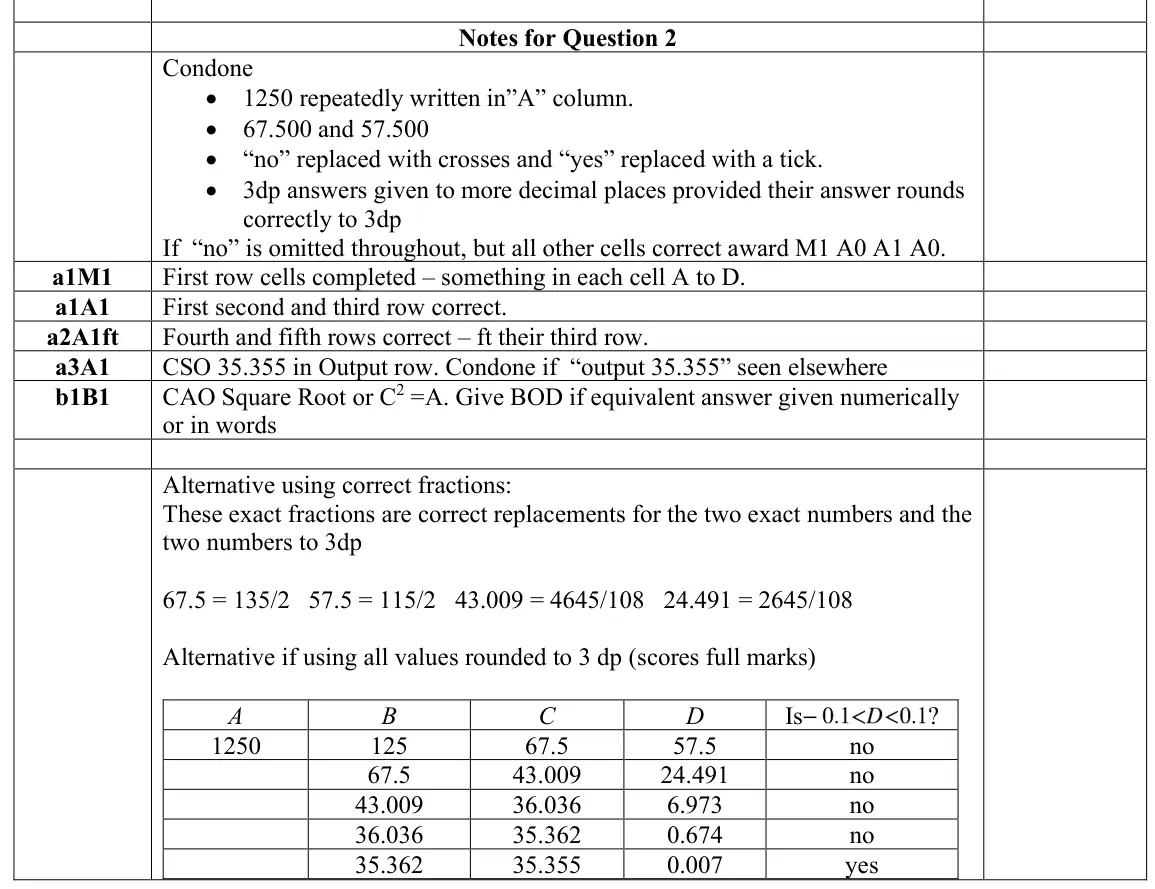 Notes for Question 2
Condone
• 1250 repeatedly written in”A” column.
• 67.500 and 57.500
• “no” replaced with crosses and “yes” replaced with a tick.
• 3dp answers given to more decimal places provided their answer rounds
correctly to 3dp
If “no” is omitted throughout, but all other cells correct award M1 A0 A1 A0.
a1M1 First row cells completed – something in each cell A to D.
a1A1 First second and third row correct.
a2A1ft Fourth and fifth rows correct – ft their third row.
a3A1 CSO 35.355 in Output row. Condone if “output 35.355” seen elsewhere
b1B1 CAO Square Root or C² =A. Give BOD if equivalent answer given numerically
or in words
Alternative using correct fractions:
These exact fractions are correct replacements for the two exact numbers and the
two numbers to 3dp
67.5 = 135/2 57.5 = 115/2 43.009 = 4645/108 24.491 = 2645/108
Alternative if using all values rounded to 3 dp (scores full marks)
A B C D Is− 0.1<D<0.1?
1250 125 67.5 57.5 no
67.5 43.009 24.491 no
43.009 36.036 6.973 no
36.036 35.362 0.674 no
35.362 35.355 0.007 yes